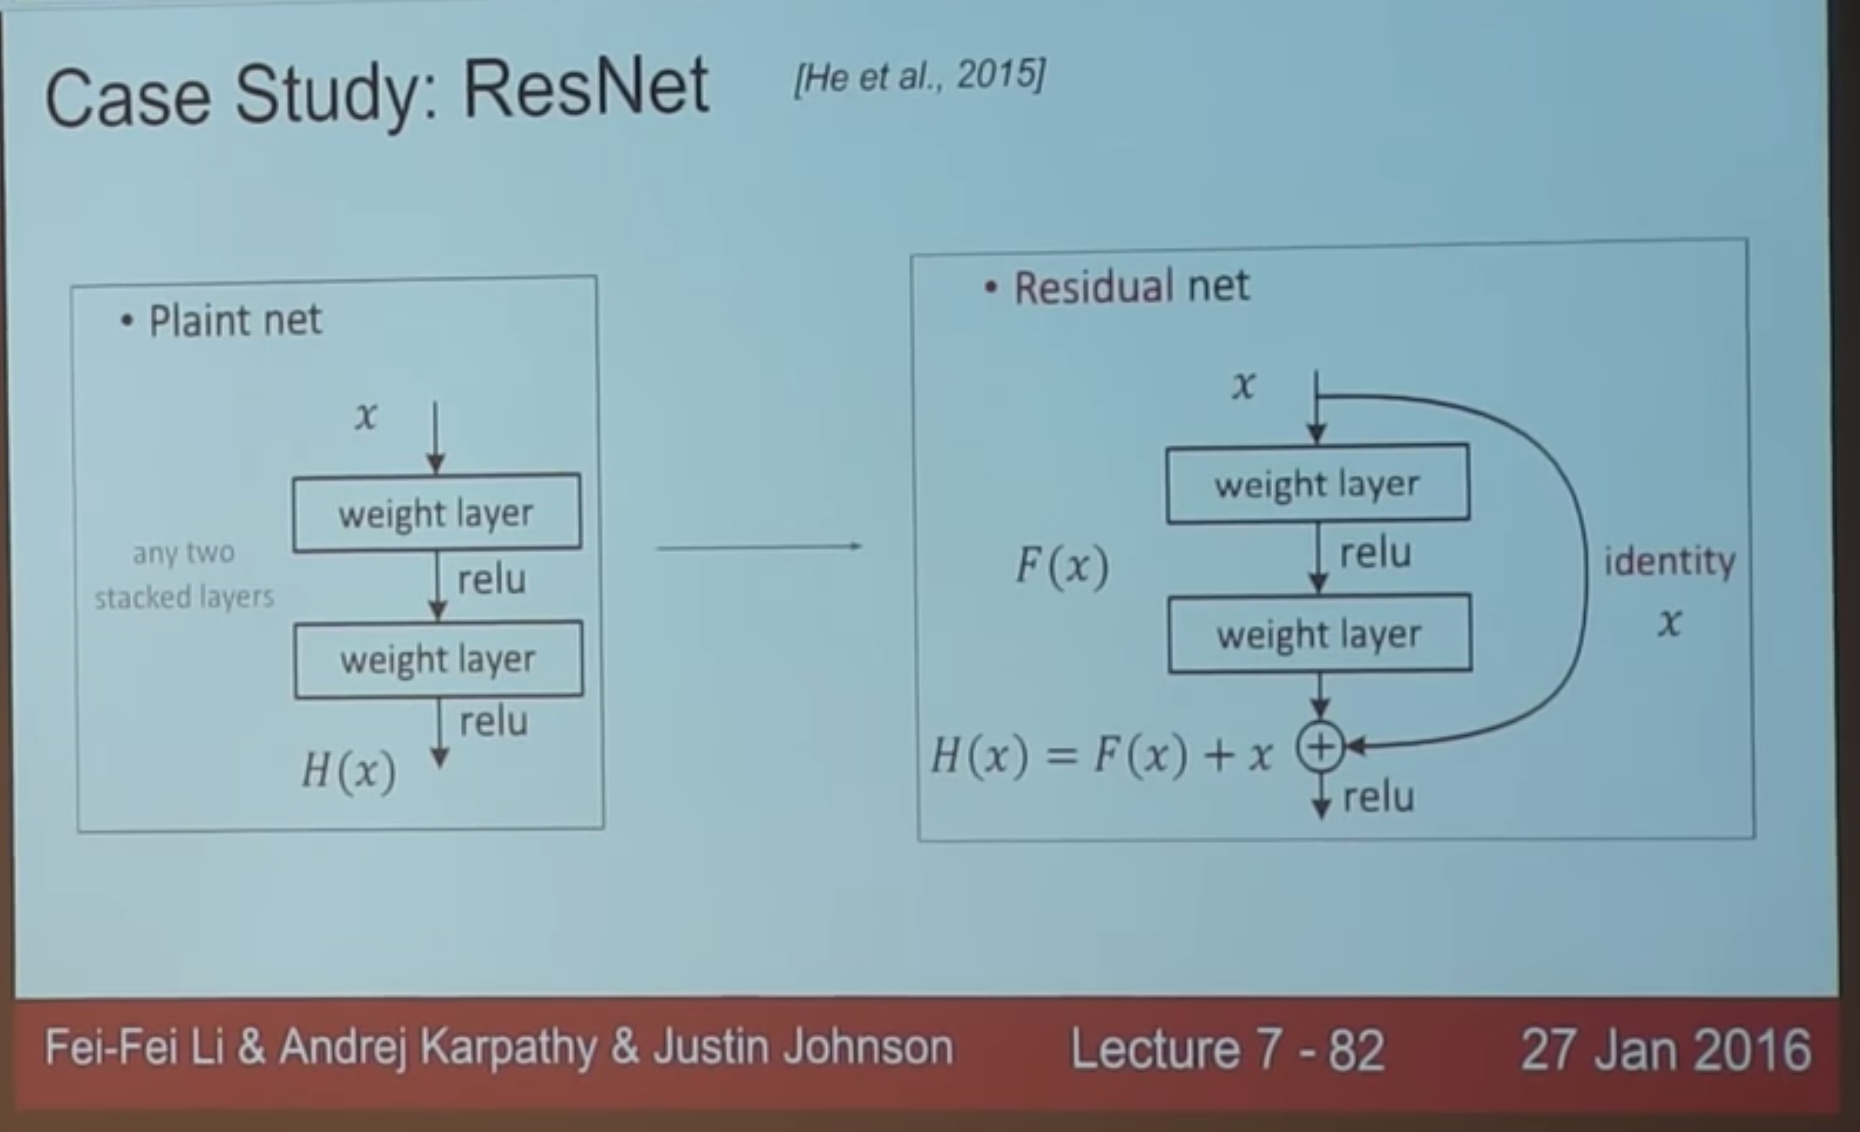 Case Study: ResNet [He et al., 2015]
• Plaint net
x
weight layer
any two
stacked layers
relu
weight layer
relu
H(x)
• Residual net
x
weight layer
F(x)
relu
identity
x
weight layer
H(x) = F(x) + x
+
relu
Fei-Fei Li & Andrej Karpathy & Justin Johnson Lecture 7 - 82 27 Jan 2016